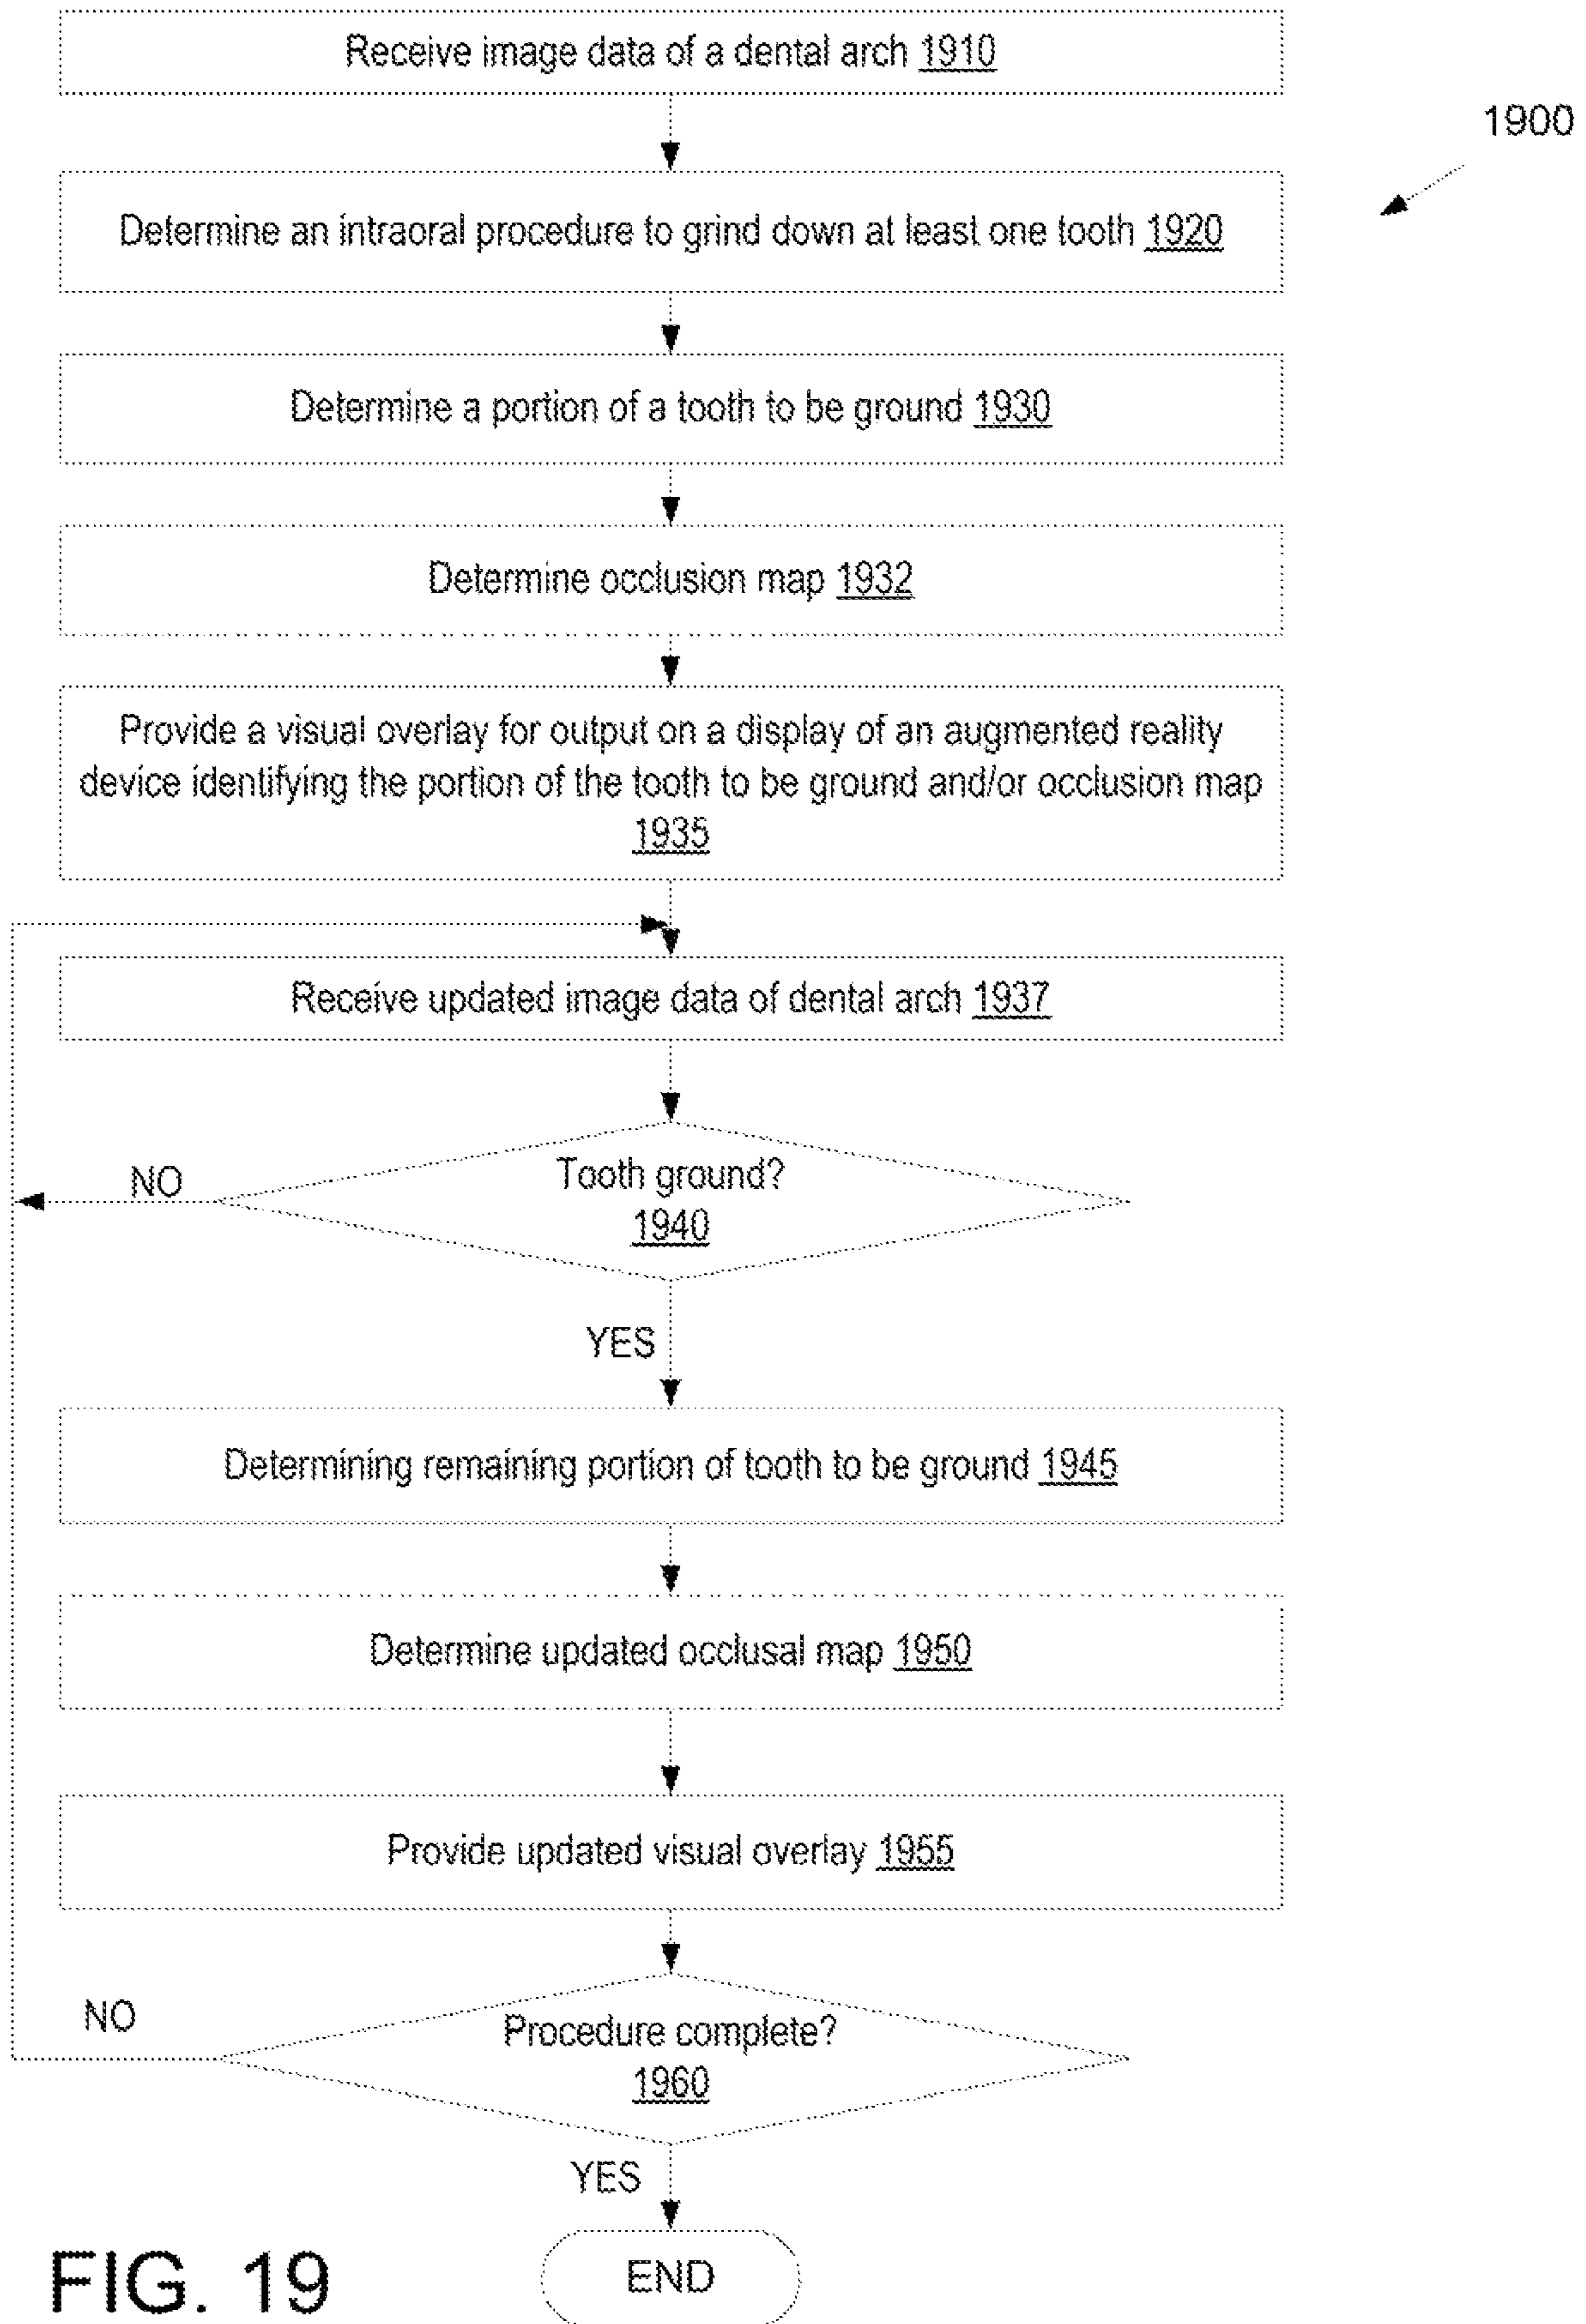 Receive image data of a dental arch 1910
1900
Determine an intraoral procedure to grind down at least one tooth 1920
Determine a portion of a tooth to be ground 1930
Determine occlusion map 1932
Provide a visual overlay for output on a display of an augmented reality
device identifying the portion of the tooth to be ground and/or occlusion map
1935
Receive updated image data of dental arch 1937
NO
Tooth ground?
1940
YES
Determining remaining portion of tooth to be ground 1945
Determine updated occlusal map 1950
Provide updated visual overlay 1955
NO
Procedure complete?
1960
YES
END
FIG. 19